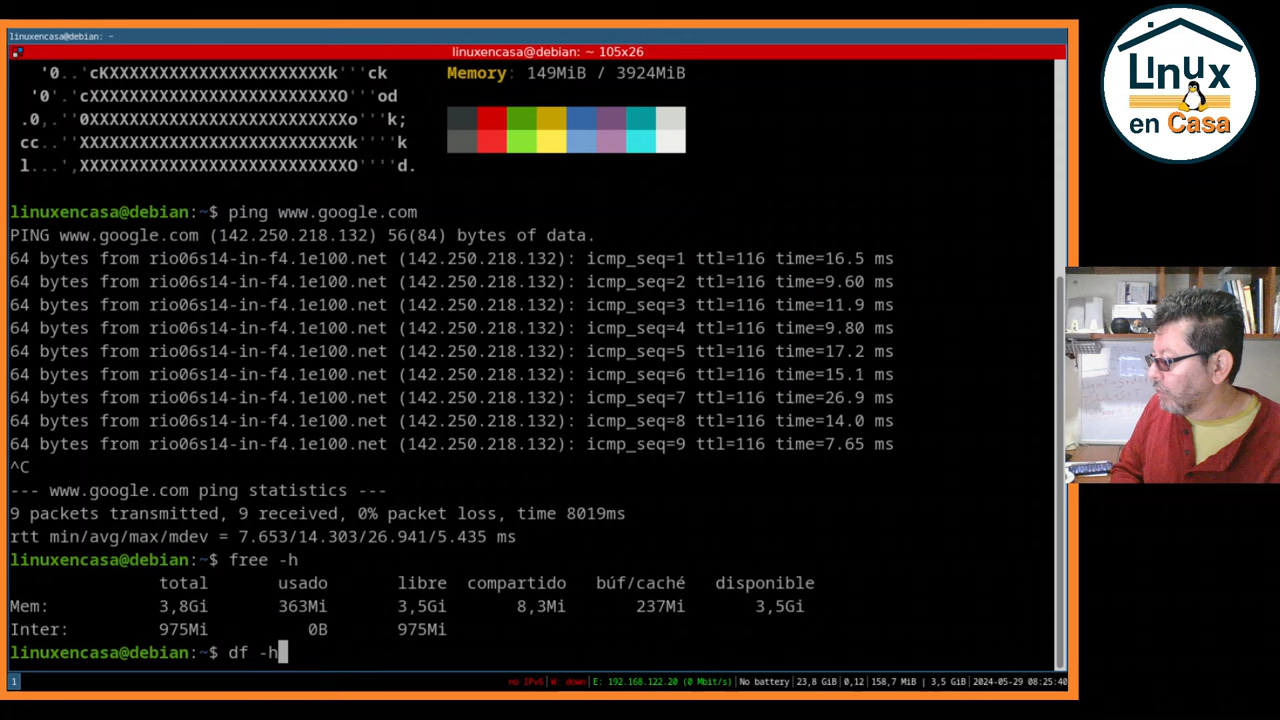 linuxencasa@debian: ~
linuxencasa@debian: ~ 105x26
'0..'cKXXXXXXXXXXXXXXXXXXXXXXk'''ck
Memory: 149MiB / 3924MiB
'0'.'cXXXXXXXXXXXXXXXXXXXXXXXXO''od
.0,.''0XXXXXXXXXXXXXXXXXXXXXXXXXo''k;
cc..''XXXXXXXXXXXXXXXXXXXXXXXXXk''''k
l...',XXXXXXXXXXXXXXXXXXXXXXXXXO''''d.
linuxencasa@debian:~$ ping www.google.com
PING www.google.com (142.250.218.132) 56(84) bytes of data.
64 bytes from rio06s14-in-f4.1e100.net (142.250.218.132): icmp_seq=1 ttl=116 time=16.5 ms
64 bytes from rio06s14-in-f4.1e100.net (142.250.218.132): icmp_seq=2 ttl=116 time=9.60 ms
64 bytes from rio06s14-in-f4.1e100.net (142.250.218.132): icmp_seq=3 ttl=116 time=11.9 ms
64 bytes from rio06s14-in-f4.1e100.net (142.250.218.132): icmp_seq=4 ttl=116 time=9.80 ms
64 bytes from rio06s14-in-f4.1e100.net (142.250.218.132): icmp_seq=5 ttl=116 time=17.2 ms
64 bytes from rio06s14-in-f4.1e100.net (142.250.218.132): icmp_seq=6 ttl=116 time=15.1 ms
64 bytes from rio06s14-in-f4.1e100.net (142.250.218.132): icmp_seq=7 ttl=116 time=26.9 ms
64 bytes from rio06s14-in-f4.1e100.net (142.250.218.132): icmp_seq=8 ttl=116 time=14.0 ms
64 bytes from rio06s14-in-f4.1e100.net (142.250.218.132): icmp_seq=9 ttl=116 time=7.65 ms
^C
--- www.google.com ping statistics ---
9 packets transmitted, 9 received, 0% packet loss, time 8019ms
rtt min/avg/max/mdev = 7.653/14.303/26.941/5.435 ms
linuxencasa@debian:~$ free -h
total usado libre compartido búf/caché disponible
Mem: 3,8Gi 363Mi 3,5Gi 8,3Mi 237Mi 3,5Gi
Inter: 975Mi 0B 975Mi
linuxencasa@debian:~$ df -h
1
no IPv6| W: down| E: 192.168.122.20 (0 Mbit/s)| No battery| 23,8 GiB| 0,12 | 158,7 MiB | 3,5 GiB| 2024-05-29 08:25:40
Linux
en Casa